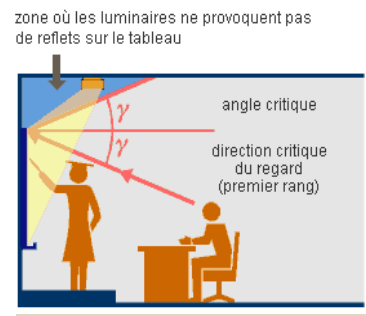 zone où les luminaires ne provoquent pas
de reflets sur le tableau
γ
angle critique
γ
direction critique
du regard
(premier rang)